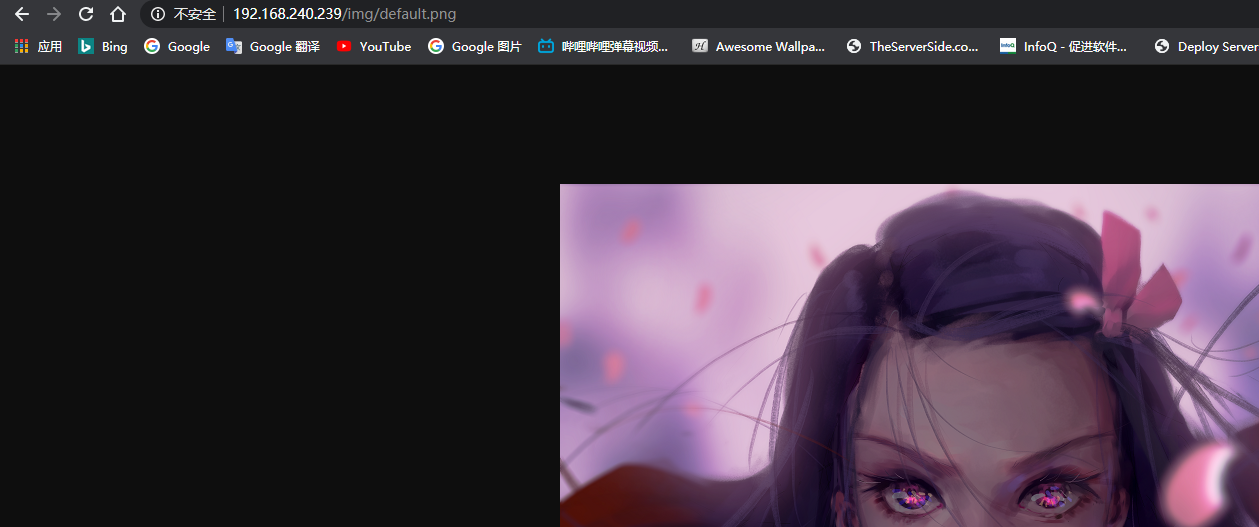 不安全 192.168.240.239/img/default.png
应用 Bing Google Google 翻译 YouTube Google 图片 哔哩哔哩弹幕视频... Awesome Wallpa... TheServerSide.co... InfoQ - 促进软件... Deploy Server